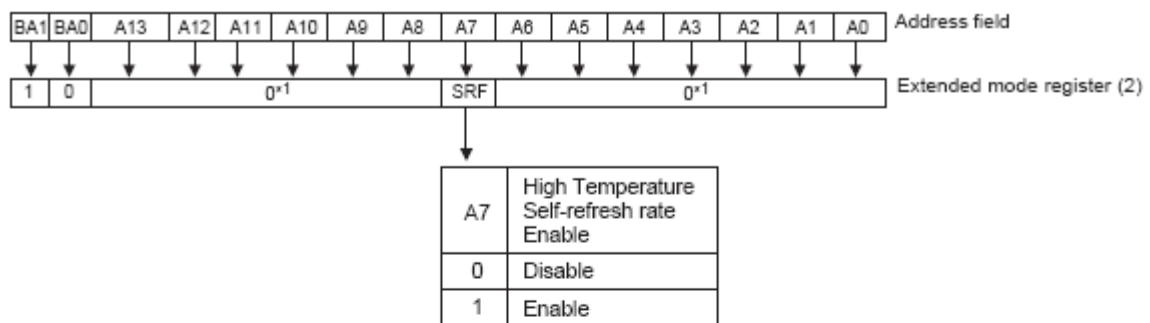 BA1 BA0 A13 A12 A11 A10 A9 A8 A7 A6 A5 A4 A3 A2 A1 A0 Address field
1 0 0*1 SRF 0*1 Extended mode register (2)
A7 High Temperature
Self-refresh rate
Enable
0 Disable
1 Enable